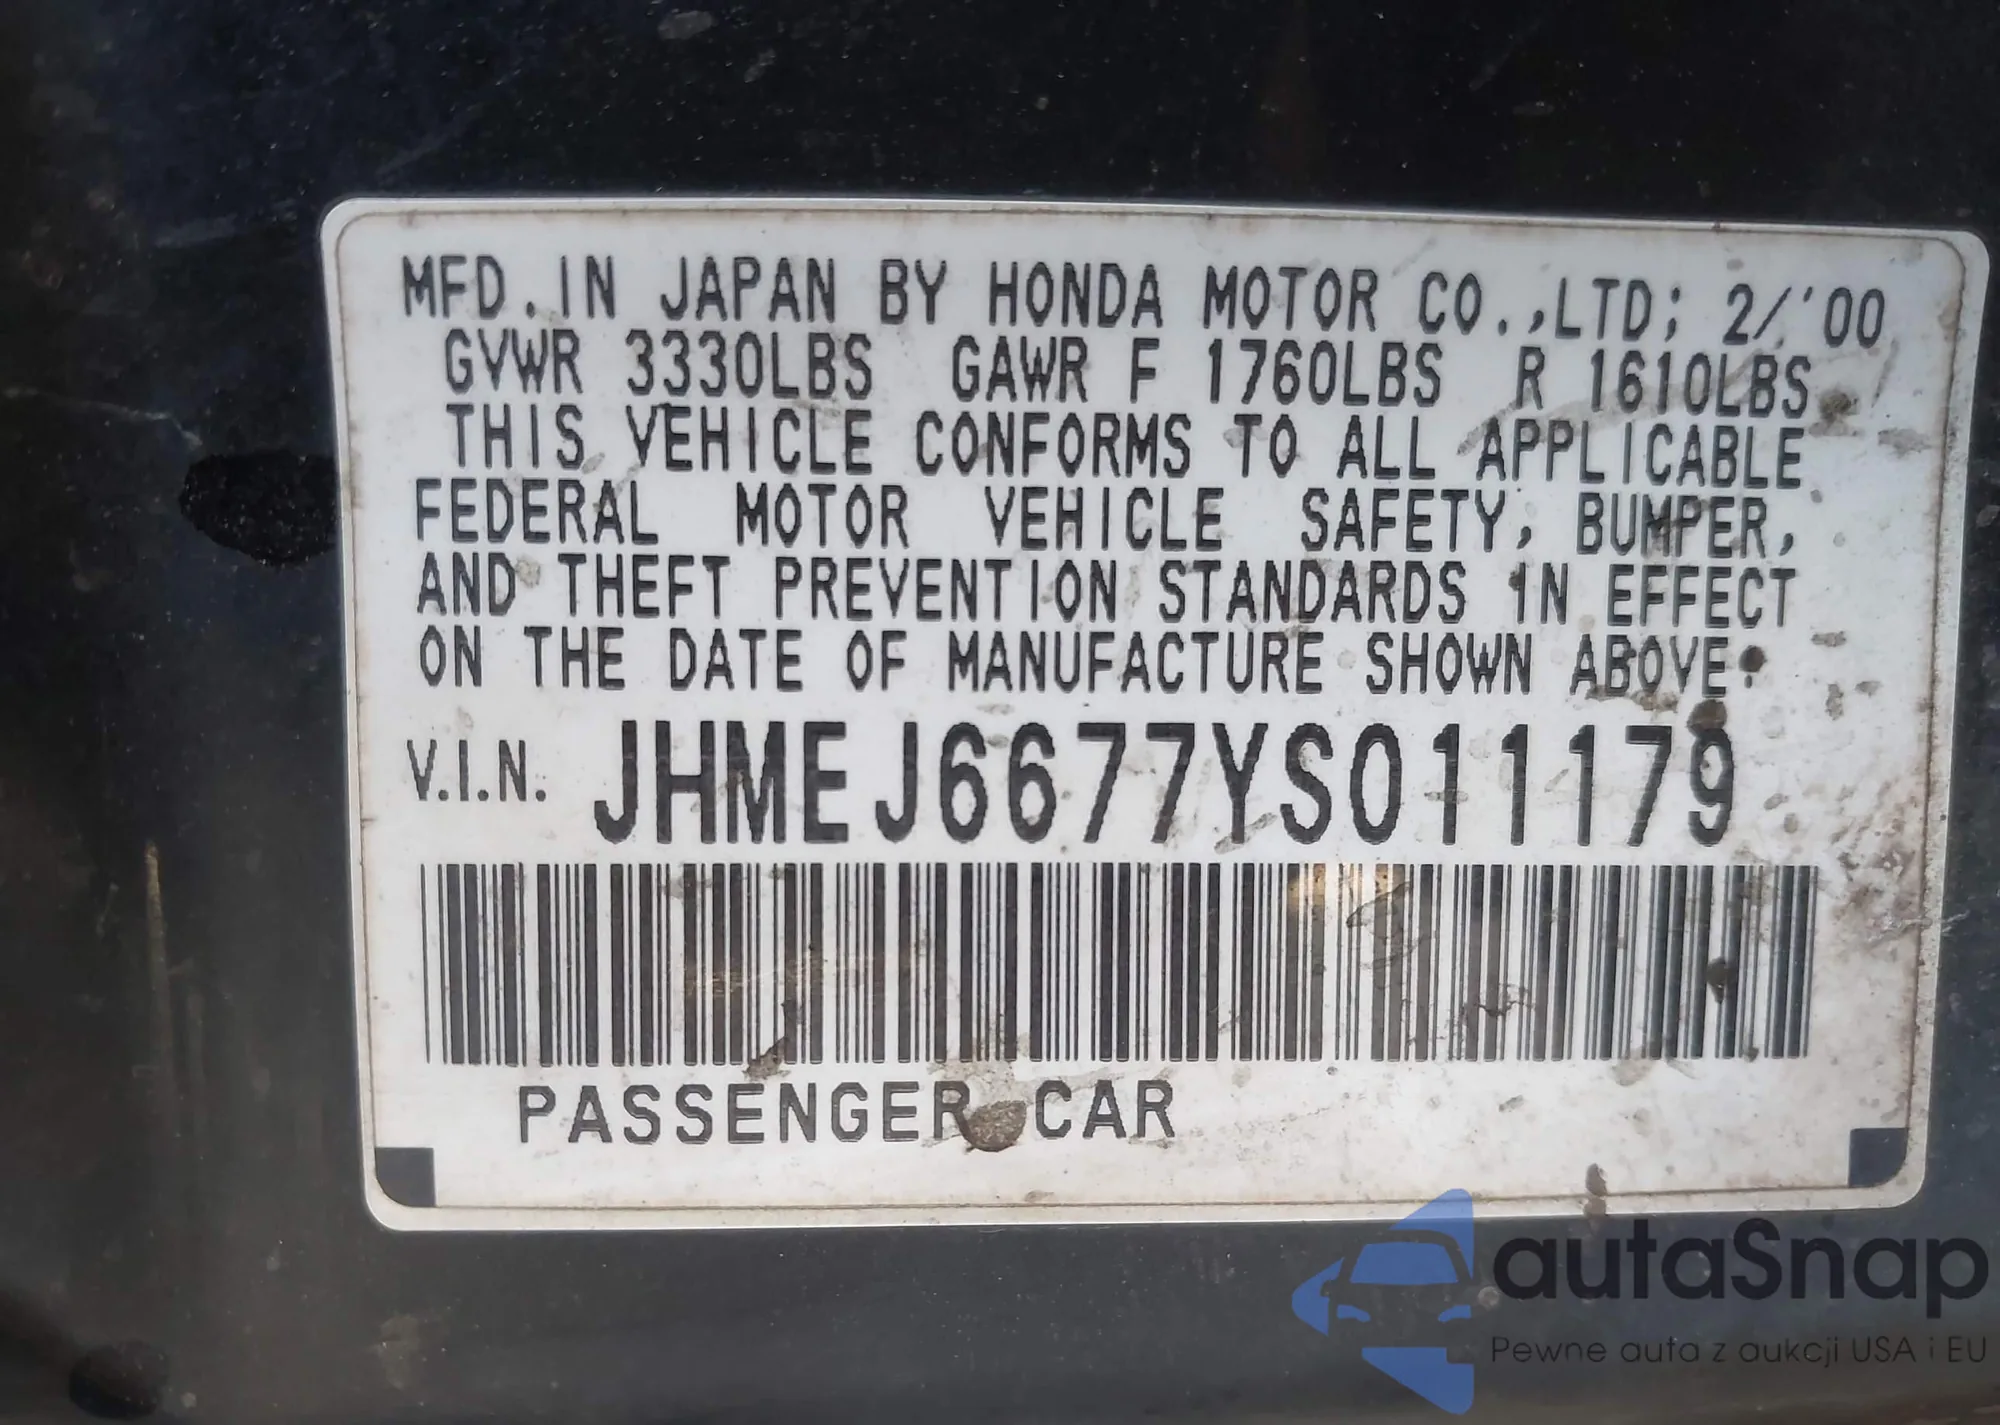 MFD. IN JAPAN BY HONDA MOTOR CO.,LTD; 2/'00
GVWR 3330LBS GAWR F 1760LBS R 1610LBS
THIS VEHICLE CONFORMS TO ALL APPLICABLE
FEDERAL MOTOR VEHICLE SAFETY, BUMPER,
AND THEFT PREVENTION STANDARDS IN EFFECT
ON THE DATE OF MANUFACTURE SHOWN ABOVE.
V.I.N. JHMEJ6677YS011179
PASSENGER CAR
autaSnap
Pewne auta z aukcji USA i EU